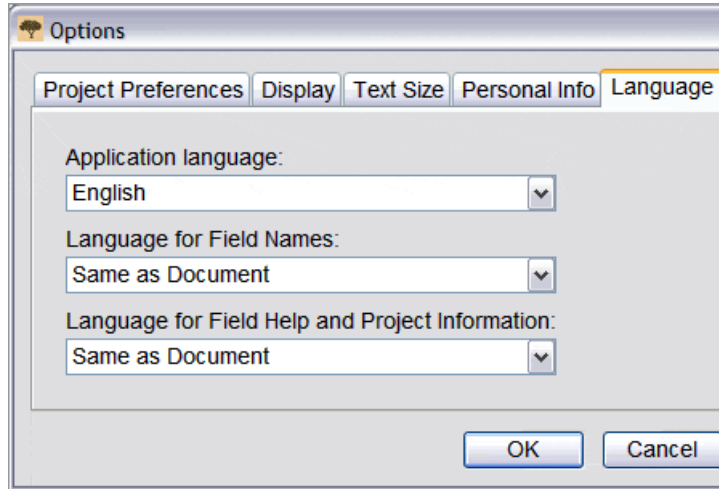 Options
Project Preferences Display Text Size Personal Info Language
Application language:
English
Language for Field Names:
Same as Document
Language for Field Help and Project Information:
Same as Document
OK Cancel